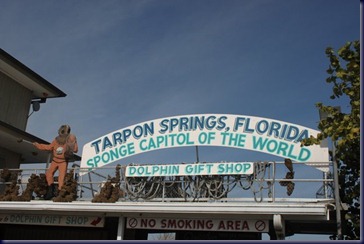 TARPON SPRINGS, FLORIDA
SPONGE CAPITOL OF THE WORLD
DOLPHIN GIFT SHOP
DOLPHIN GIFT SHOP
NO SMOKING AREA